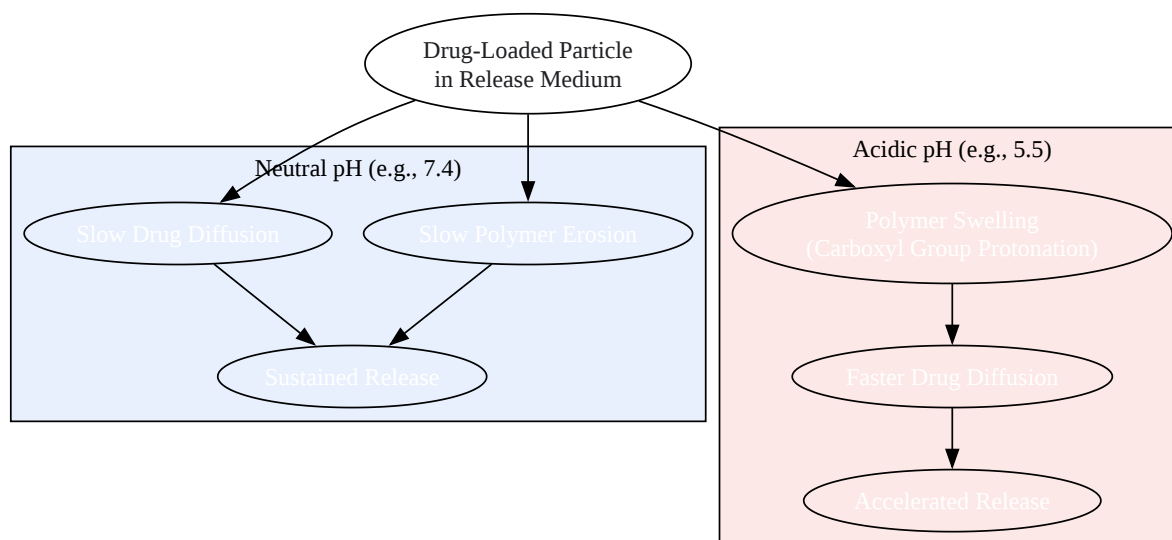 Drug-Loaded Particle
in Release Medium
Neutral pH (e.g., 7.4)
Slow Drug Diffusion
Slow Polymer Erosion
Sustained Release
Acidic pH (e.g., 5.5)
Polymer Swelling
(Carboxyl Group Protonation)
Faster Drug Diffusion
Accelerated Release